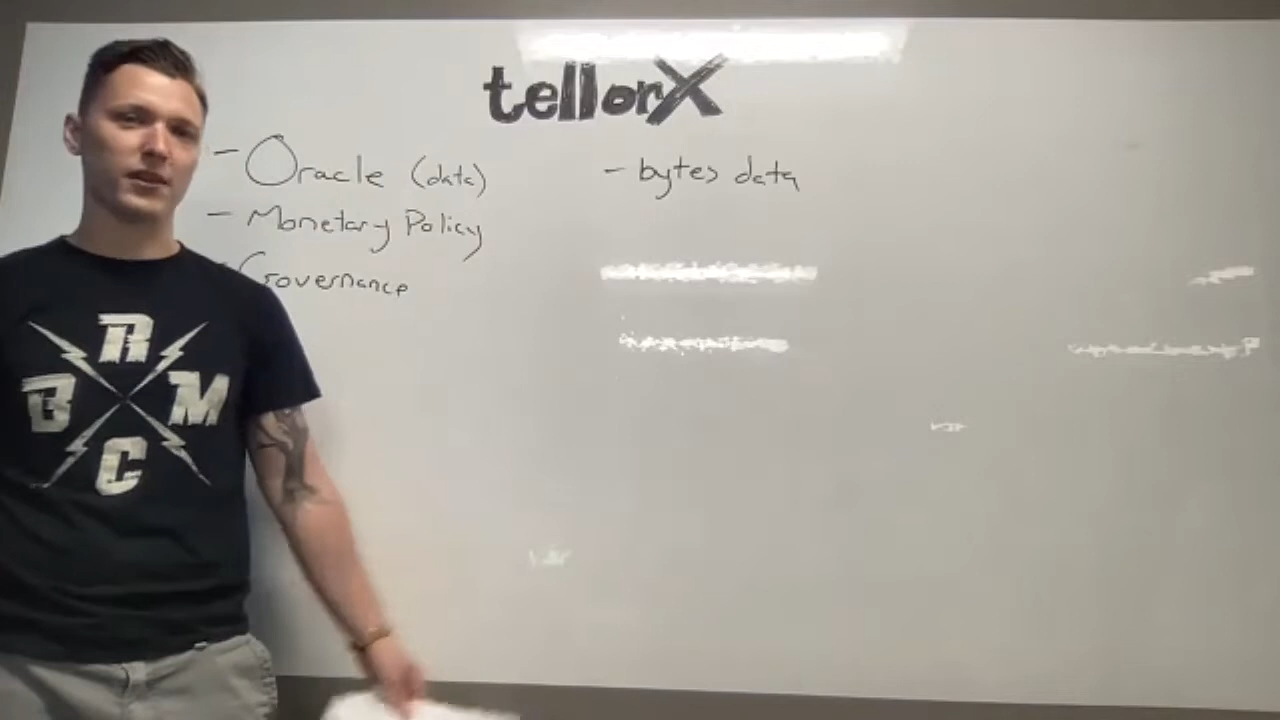 tellorX
- Oracle (data)
- Monetary Policy
- Governance
- bytes data
R
B M
C